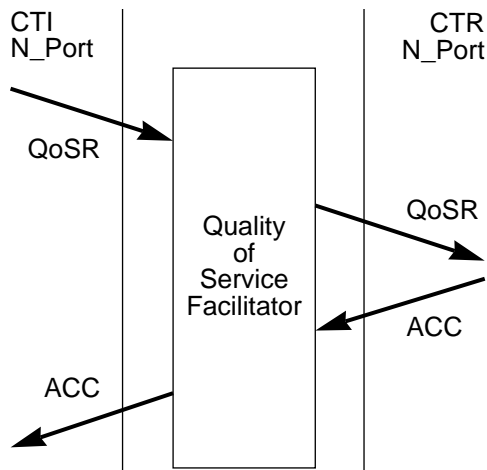 CTI
N_Port
CTR
N_Port
QoSR
QoSR
Quality
of
Service
Facilitator
ACC
ACC